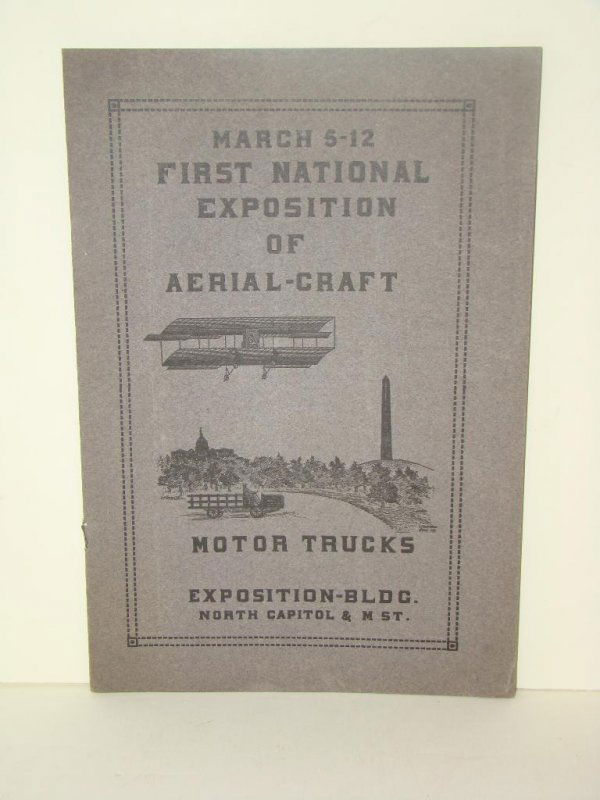 MARCH 5-12
FIRST NATIONAL
EXPOSITION
OF
AERIAL-CRAFT
MOTOR TRUCKS
EXPOSITION-BLDG.
NORTH CAPITOL & M ST.